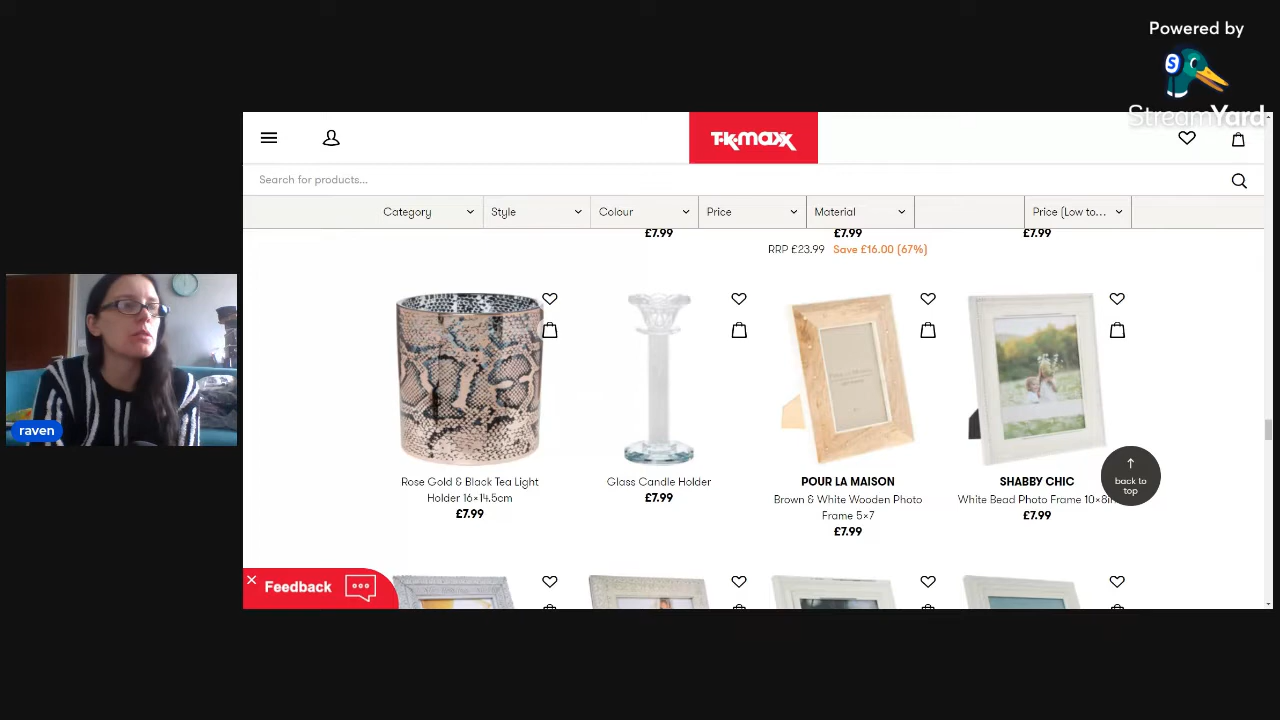 Powered by
StreamYard
TK-maxx
Search for products...
Category
Style
Colour
Price
Material
Price (Low to...
£7.99
£7.99
£7.99
RRP £23.99 Save £16.00 (67%)
Rose Gold & Black Tea Light
Holder 16x14.5cm
£7.99
Glass Candle Holder
£7.99
POUR LA MAISON
Brown & White Wooden Photo
Frame 5x7
£7.99
SHABBY CHIC
White Bead Photo Frame 10x8in
£7.99
↑
back to
top
× Feedback
raven